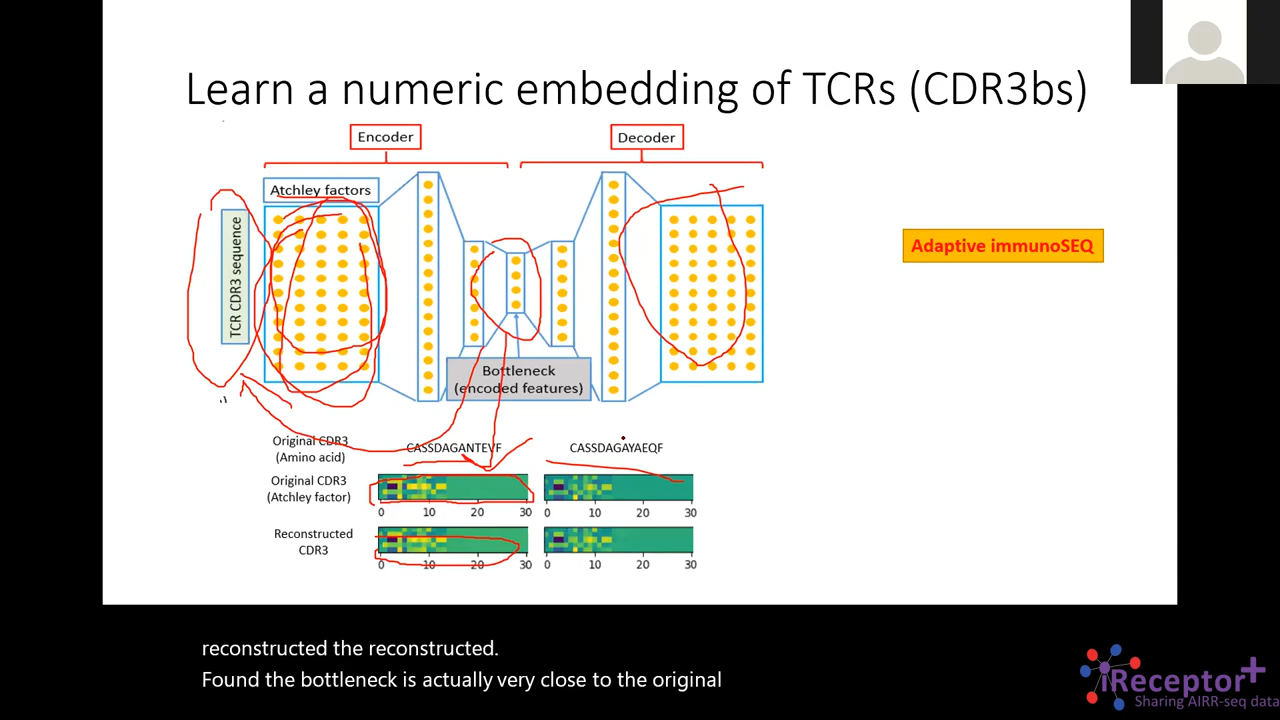 Learn a numeric embedding of TCRs (CDR3bs)
Encoder
Decoder
Atchley factors
TCR CDR3 sequence
Adaptive immunoSEQ
Bottleneck
(encoded features)
Original CDR3
(Amino acid)
CASSDAGANTEVF
CASSDAGAYAEQF
Original CDR3
(Atchley factor)
0 10 20 30
0 10 20 30
Reconstructed
CDR3
0 10 20 30
0 10 20 30
reconstructed the reconstructed.
Found the bottleneck is actually very close to the original
iReceptor+
Sharing AIRR-seq data